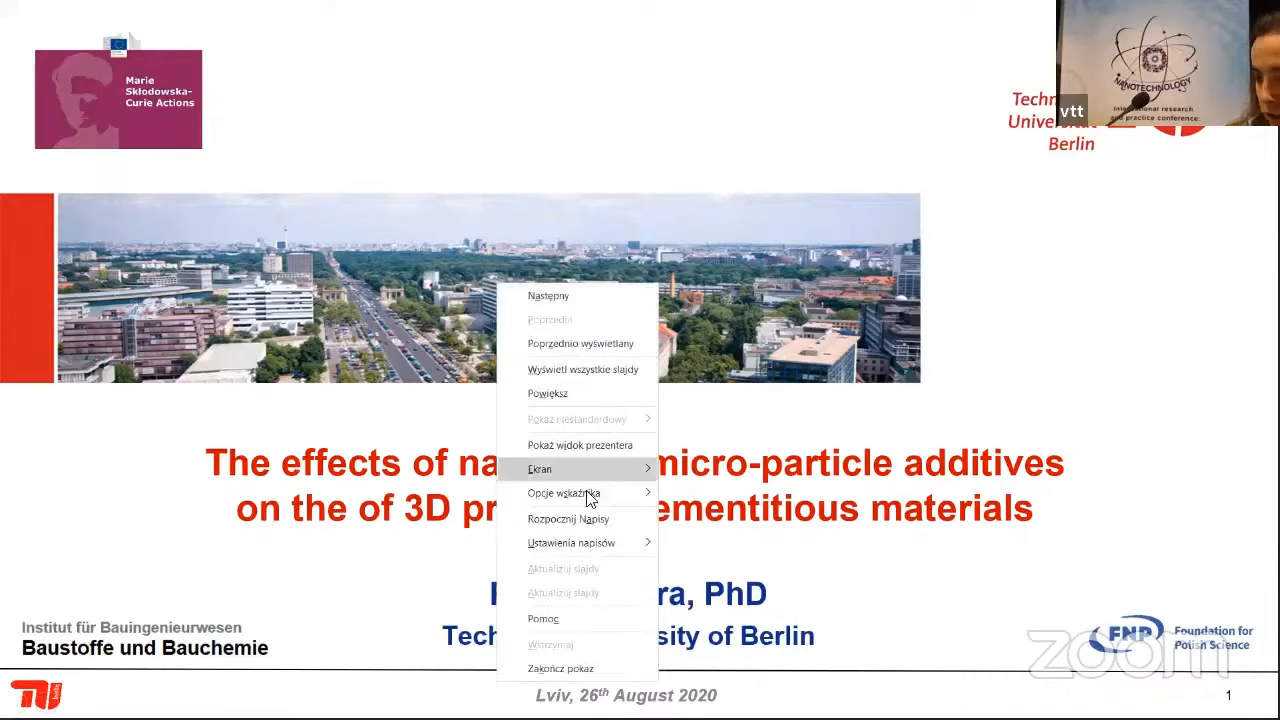 Marie
Skłodowska-
Curie Actions
NANOTECHNOLOGY
International research
and practice conference:
vtt
Techn
Universität
Berlin
Następny
Poprzedni
Poprzednio wyświetlany
Wyświetl wszystkie slajdy
Powiększ
Pokaz niestandardowy
Pokaż widok prezentera
Ekran
Opcje wskaźnika
Rozpocznij Napisy
Ustawienia napisów
Aktualizuj slajdy
Aktualizuj slajdy
Pomoc
Wstrzymaj
Zakończ pokaz
The effects of na micro-particle additives
on the of 3D pr ementitious materials
ra, PhD
Tech sity of Berlin
Institut für Bauingenieurwesen
Baustoffe und Bauchemie
FNP Foundation for
Polish Science
zoom
Lviv, 26th August 2020
1